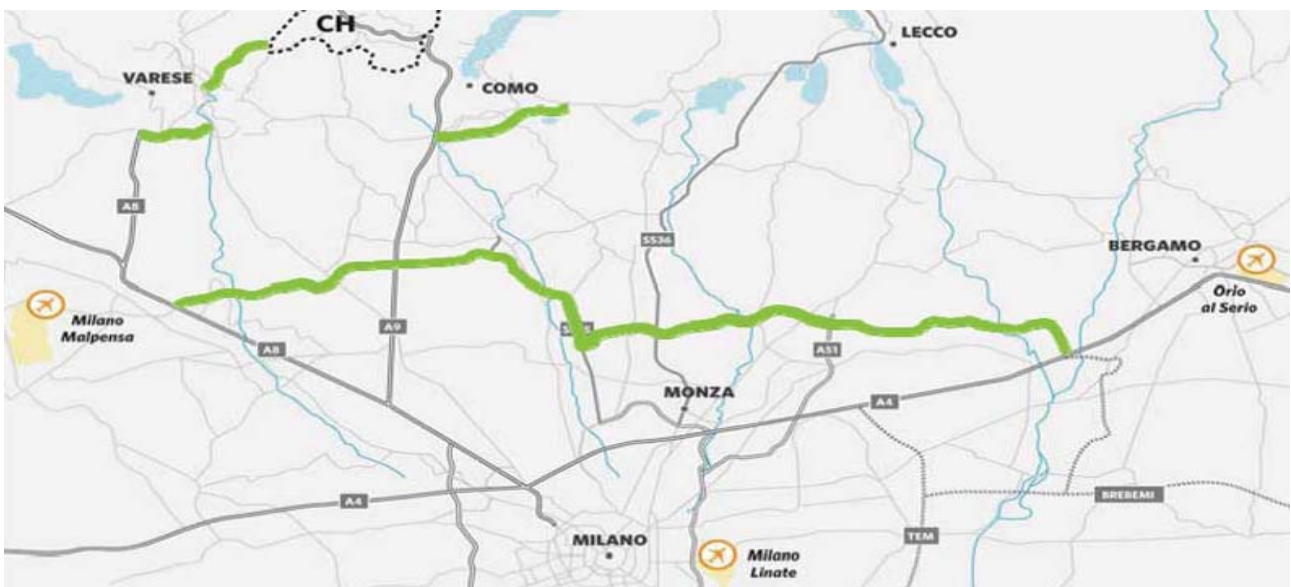 CH
LECCO
VARESE
COMO
A8
SS36
BERGAMO
Orio
al Serio
Milano
Malpensa
A9
A8
A51
MONZA
A4
A4
BREBEMI
MILANO
TEM
Milano
Linate